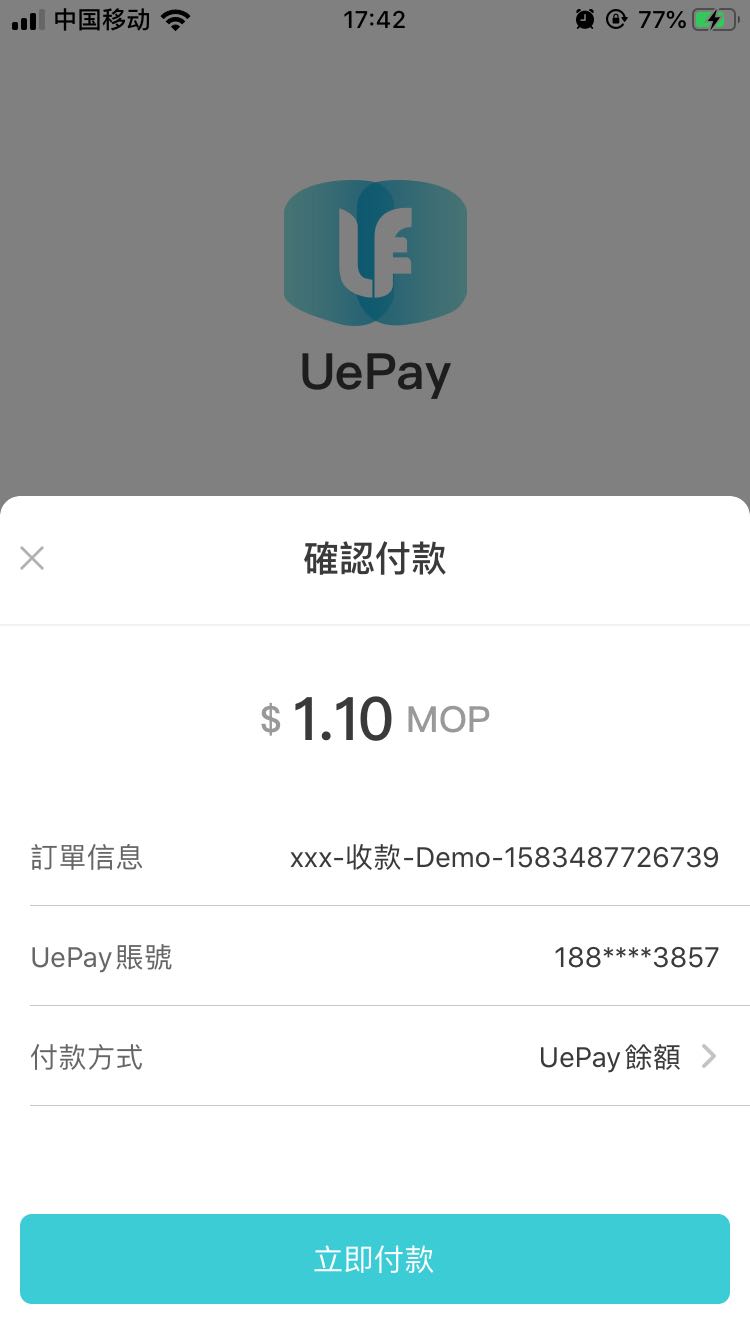 中国移动 17:42 77%
UePay
確認付款
$ 1.10 MOP
訂單信息 xxx-收款-Demo-1583487726739
UePay賬號 188****3857
付款方式 UePay餘額
立即付款